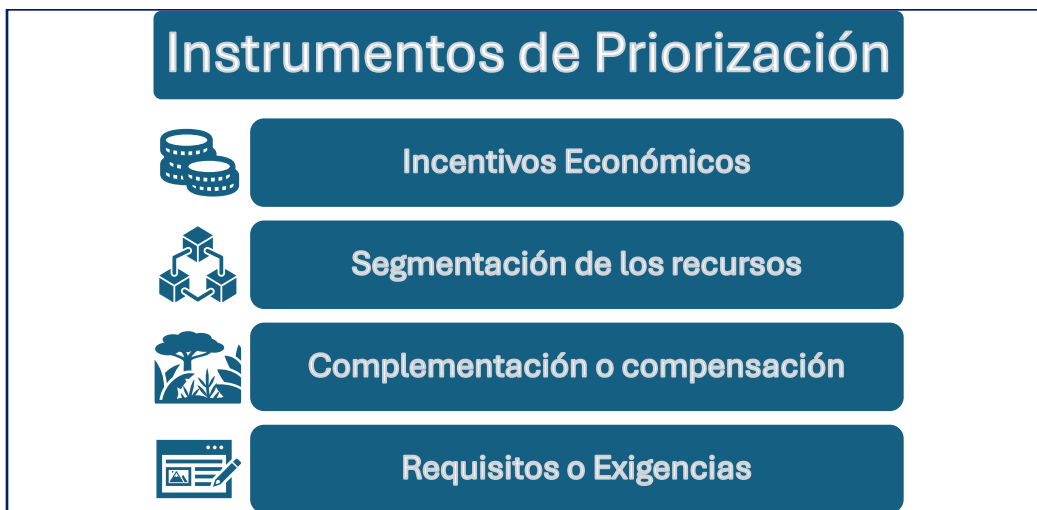 Instrumentos de Priorización
Incentivos Económicos
Segmentación de los recursos
Complementación o compensación
Requisitos o Exigencias